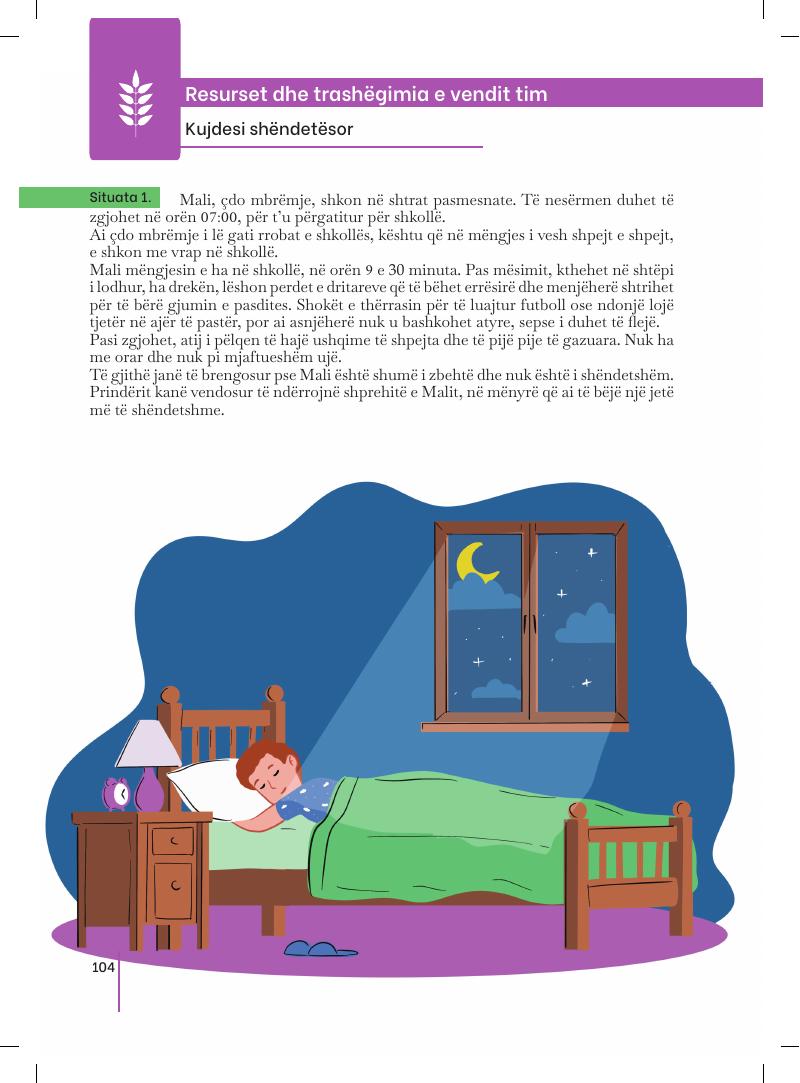 Resurset dhe trashëgimia e vendit tim
Kujdesi shëndetësor
Situata 1. Mali, çdo mbrëmje, shkon në shtrat pasmesnate. Të nesërmen duhet të
zgjohet në orën 07:00, për t’u përgatitur për shkollë.
Ai çdo mbrëmje i lë gati rrobat e shkollës, kështu që në mëngjes i vesh shpejt e shpejt,
e shkon me vrap në shkollë.
Mali mëngjesin e ha në shkollë, në orën 9 e 30 minuta. Pas mësimit, kthehet në shtëpi
i lodhur, ha drekën, lëshon perdet e dritareve që të bëhet errësirë dhe menjëherë shtrihet
për të bërë gjumin e pasdites. Shokët e thërrasin për të luajtur futboll ose ndonjë lojë
tjetër në ajër të pastër, por ai asnjëherë nuk u bashkohet atyre, sepse i duhet të flejë.
Pasi zgjohet, atij i pëlqen të hajë ushqime të shpejta dhe të pijë pije të gazuara. Nuk ha
me orar dhe nuk pi mjaftueshëm ujë.
Të gjithë janë të brengosur pse Mali është shumë i zbehtë dhe nuk është i shëndetshëm.
Prindërit kanë vendosur të ndërrojnë shprehitë e Malit, në mënyrë që ai të bëjë një jetë
më të shëndetshme.
104